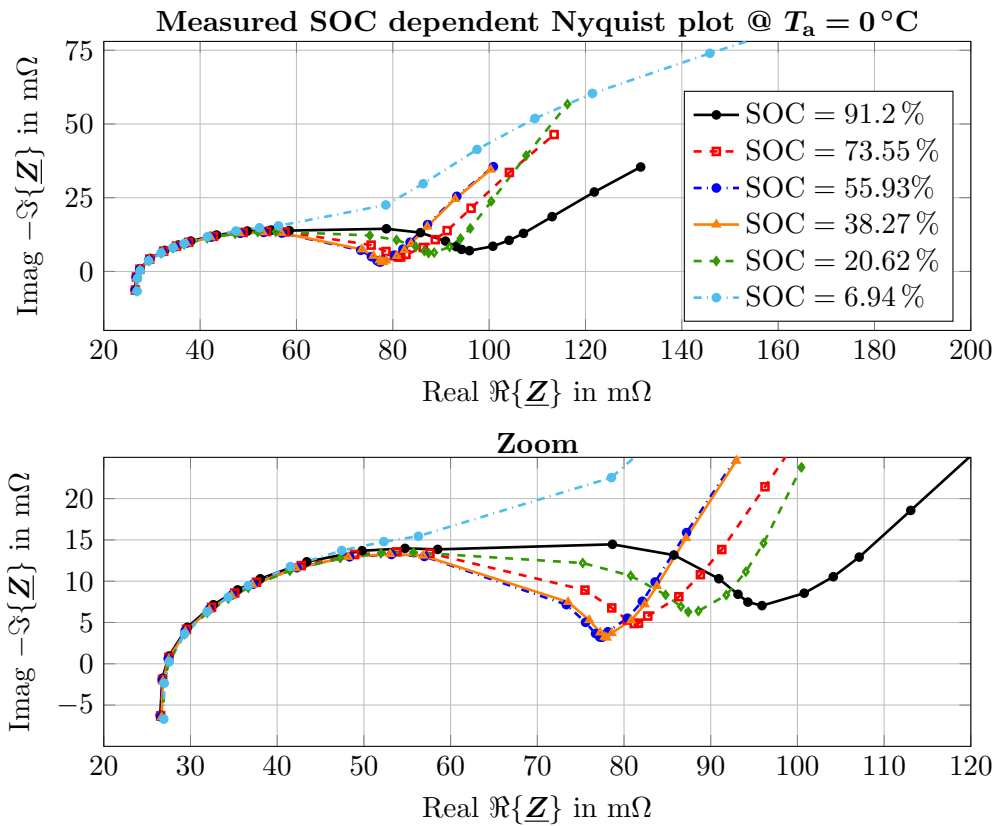 Measured SOC dependent Nyquist plot @ Tₐ = 0 °C
75
50
25
0
Imag −ℑ{Z} in mΩ
SOC = 91.2 %
SOC = 73.55 %
SOC = 55.93%
SOC = 38.27 %
SOC = 20.62 %
SOC = 6.94 %
20 40 60 80 100 120 140 160 180 200
Real ℜ{Z} in mΩ
Zoom
20
15
10
5
0
−5
Imag −ℑ{Z} in mΩ
20 30 40 50 60 70 80 90 100 110 120
Real ℜ{Z} in mΩ